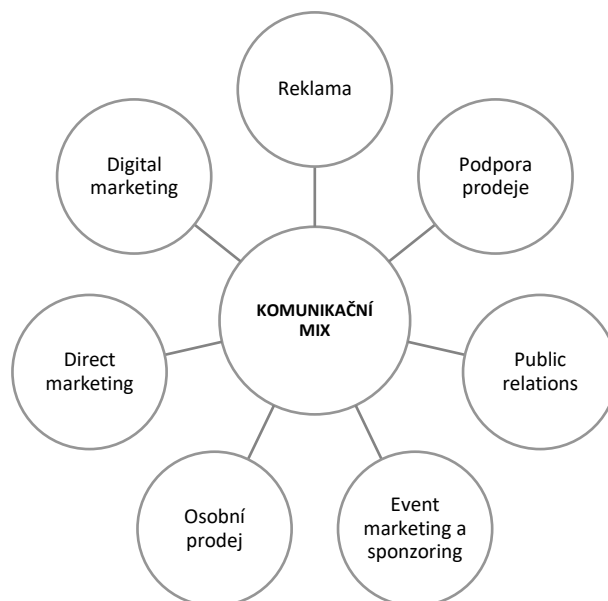 Reklama
Podpora
prodeje
Public
relations
Event
marketing a
sponzoring
Osobní
prodej
Direct
marketing
Digital
marketing
KOMUNIKAČNÍ
MIX